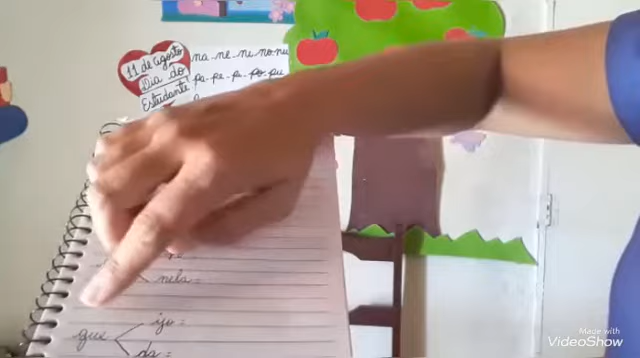 11 de agosto
Dia do
Estudante!
na-ne-ni-no-nu
pa-pe-pi-po-pu
nela =
que
ijo =
da =
Made with
VideoShow